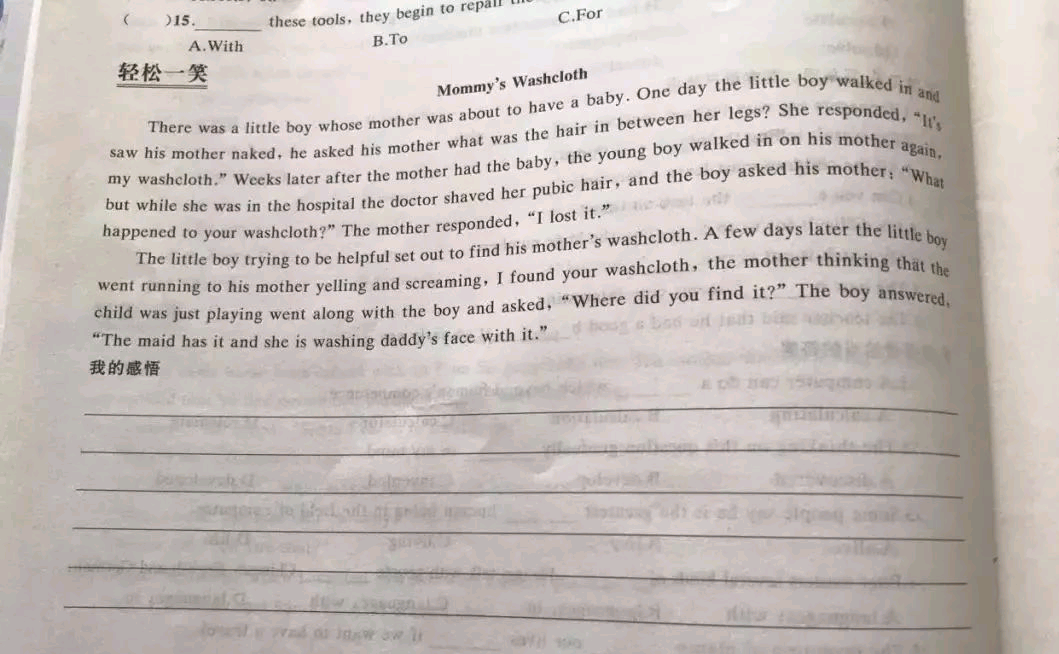 ( )15.________ these tools, they begin to repair
A.With B.To C.For
轻松一笑
Mommy's Washcloth
There was a little boy whose mother was about to have a baby. One day the little boy walked in and
saw his mother naked, he asked his mother what was the hair in between her legs? She responded, "It's
my washcloth." Weeks later after the mother had the baby, the young boy walked in on his mother again,
but while she was in the hospital the doctor shaved her pubic hair, and the boy asked his mother: "What
happened to your washcloth?" The mother responded, "I lost it."
The little boy trying to be helpful set out to find his mother's washcloth. A few days later the little boy
went running to his mother yelling and screaming, I found your washcloth, the mother thinking that the
child was just playing went along with the boy and asked, "Where did you find it?" The boy answered,
"The maid has it and she is washing daddy's face with it."
我的感悟